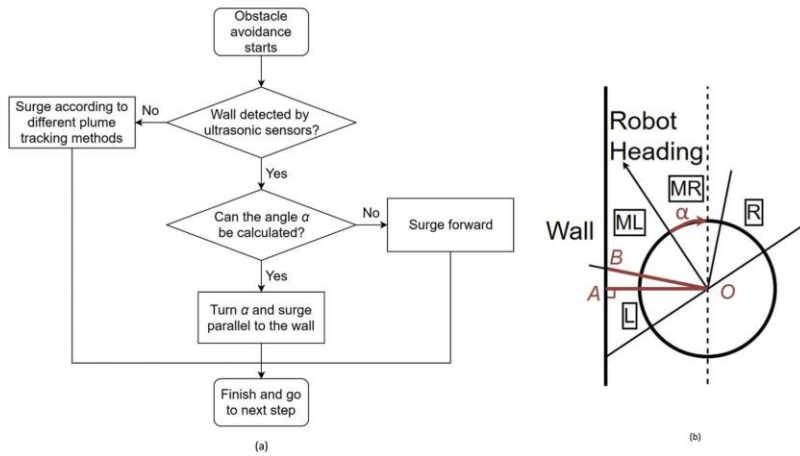 Obstacle
avoidance
starts
Surge according to
different plume
tracking methods
No
Wall detected by
ultrasonic sensors?
Yes
Can the angle α
be calculated?
No
Surge forward
Yes
Turn α and surge
parallel to the wall
Finish and go
to next step
(a)
Robot
Heading
MR
R
α
ML
Wall
B
A
O
L
(b)